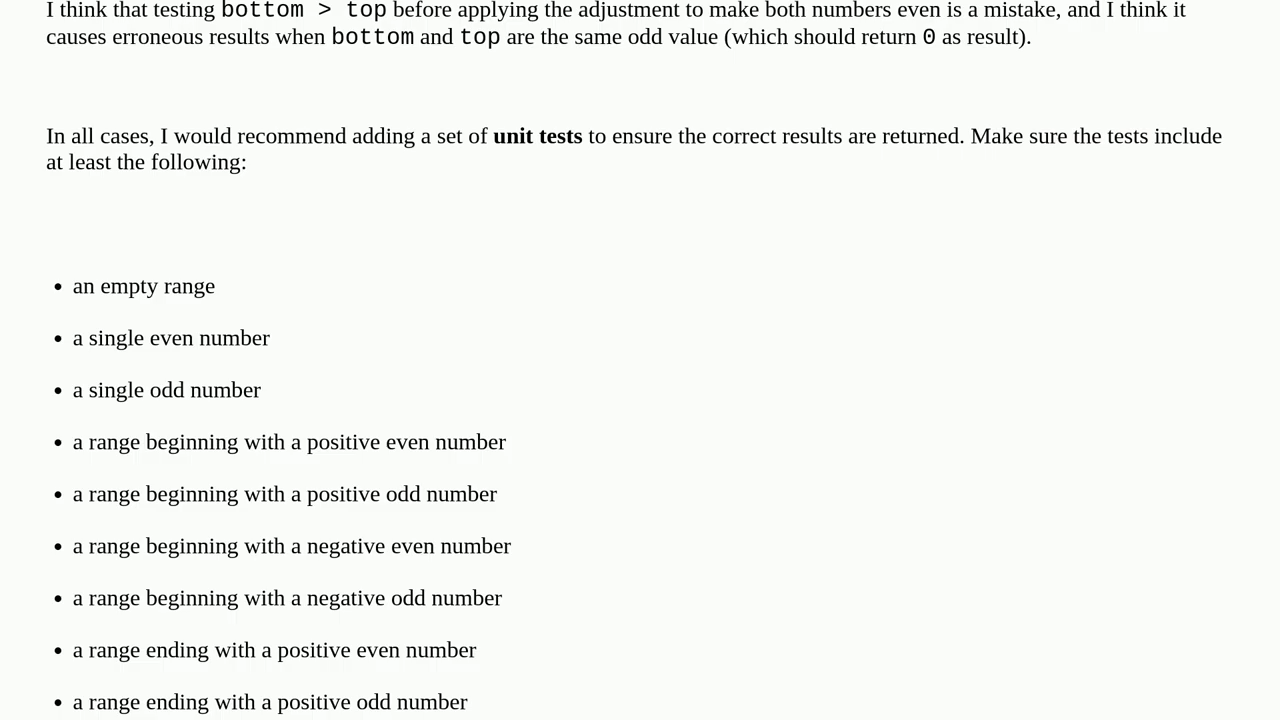 I think that testing bottom > top before applying the adjustment to make both numbers even is a mistake, and I think it
causes erroneous results when bottom and top are the same odd value (which should return 0 as result).
In all cases, I would recommend adding a set of unit tests to ensure the correct results are returned. Make sure the tests include
at least the following:
• an empty range
• a single even number
• a single odd number
• a range beginning with a positive even number
• a range beginning with a positive odd number
• a range beginning with a negative even number
• a range beginning with a negative odd number
• a range ending with a positive even number
• a range ending with a positive odd number